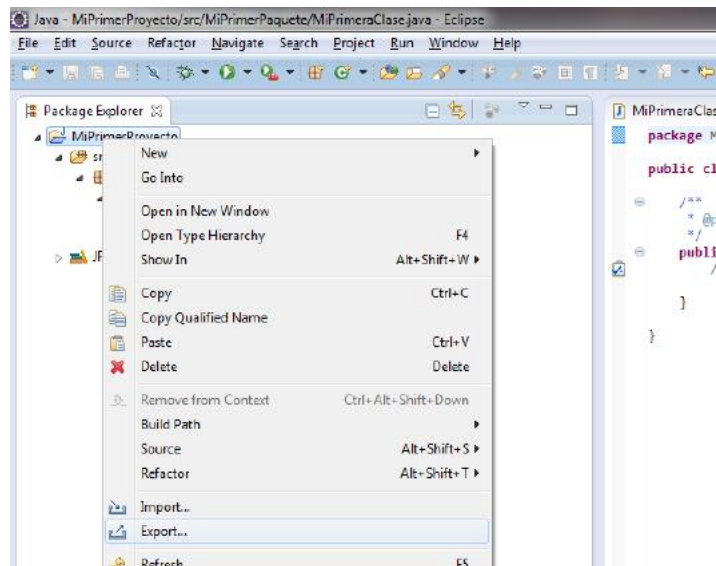 Java - MiPrimerProyecto/src/MiPrimerPaquete/MiPrimeraClase.java - Eclipse
File Edit Source Refactor Navigate Search Project Run Window Help
Package Explorer
MiPrimerProyecto
New
Go Into
Open in New Window
Open Type Hierarchy F4
Show In Alt+Shift+W
Copy Ctrl+C
Copy Qualified Name
Paste Ctrl+V
Delete Delete
Remove from Context Ctrl+Alt+Shift+Down
Build Path
Source Alt+Shift+S
Refactor Alt+Shift+T
Import...
Export...
Refresh F5
MiPrimeraClas
package M
public cl
/**
* @p
*/
publi
/
}
}